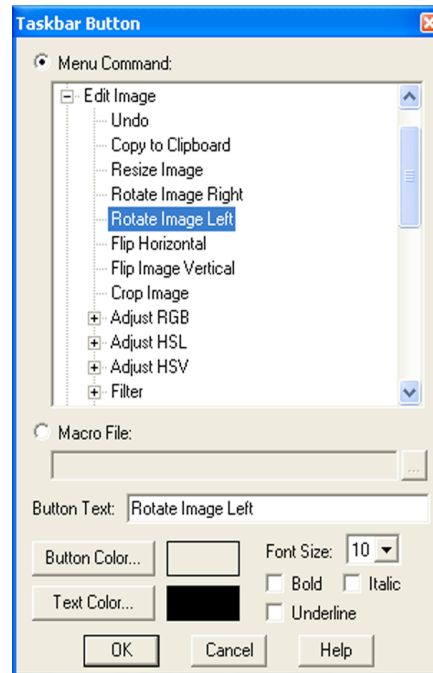 Taskbar Button
Menu Command:
Edit Image
Undo
Copy to Clipboard
Resize Image
Rotate Image Right
Rotate Image Left
Flip Horizontal
Flip Image Vertical
Crop Image
Adjust RGB
Adjust HSL
Adjust HSV
Filter
Macro File:
...
Button Text: Rotate Image Left
Button Color... Font Size: 10
Bold Italic
Text Color... Underline
OK Cancel Help